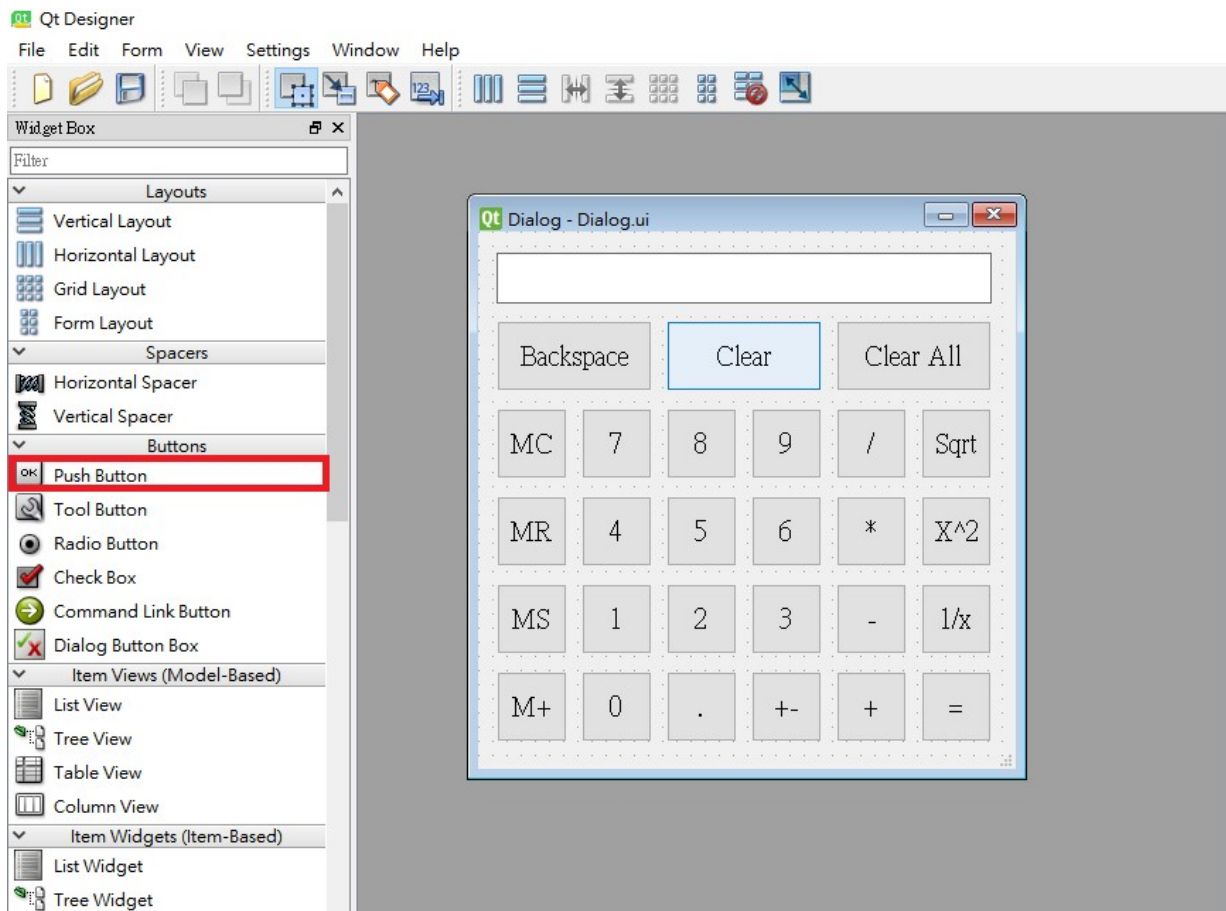 Qt Designer
File Edit Form View Settings Window Help
Widget Box
Filter
Layouts
Vertical Layout
Horizontal Layout
Grid Layout
Form Layout
Spacers
Horizontal Spacer
Vertical Spacer
Buttons
OK Push Button
Tool Button
Radio Button
Check Box
Command Link Button
Dialog Button Box
Item Views (Model-Based)
List View
Tree View
Table View
Column View
Item Widgets (Item-Based)
List Widget
Tree Widget
123
Qt Dialog - Dialog.ui
Backspace Clear Clear All
MC 7 8 9 / Sqrt
MR 4 5 6 * X^2
MS 1 2 3 - 1/x
M+ 0 . +- + =